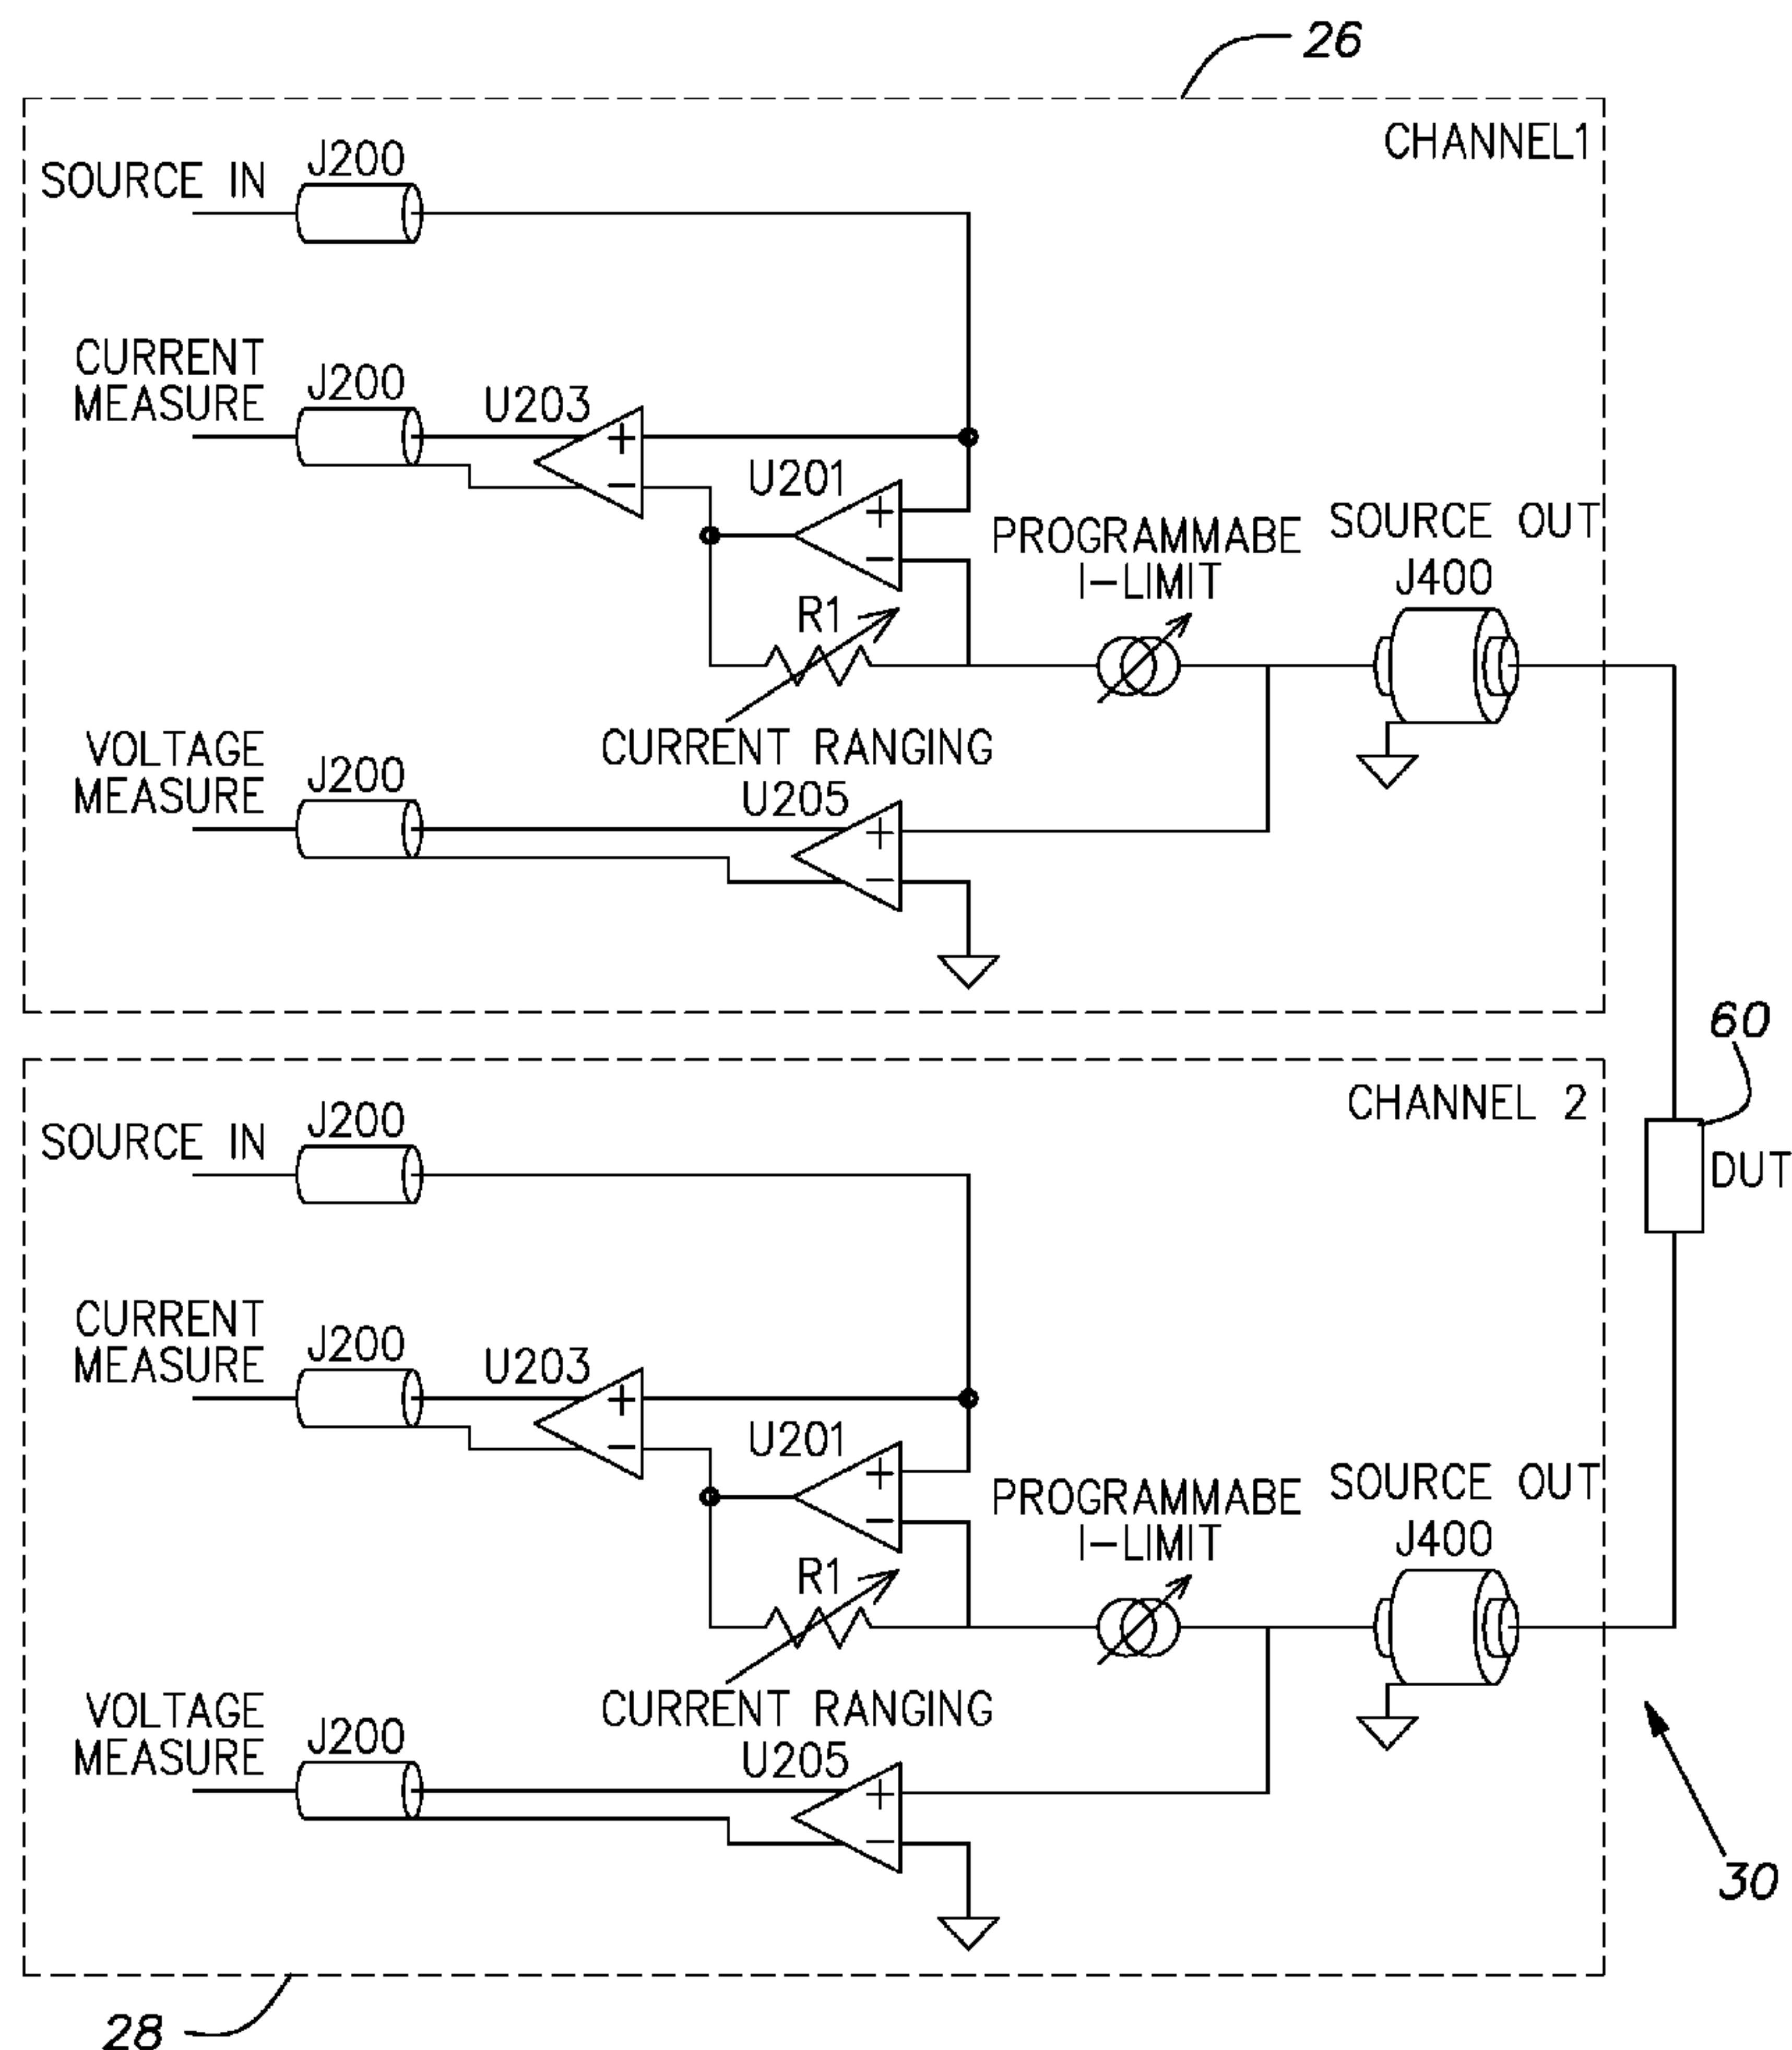 26
CHANNEL1
J200
SOURCE IN
CURRENT
MEASURE
J200
U203
+
−
U201
+
−
PROGRAMMABE
I-LIMIT
SOURCE OUT
J400
R1
CURRENT RANGING
VOLTAGE
MEASURE
J200
U205
+
−
60
DUT
CHANNEL 2
J200
SOURCE IN
CURRENT
MEASURE
J200
U203
+
−
U201
+
−
PROGRAMMABE
I-LIMIT
SOURCE OUT
J400
R1
CURRENT RANGING
VOLTAGE
MEASURE
J200
U205
+
−
30
28